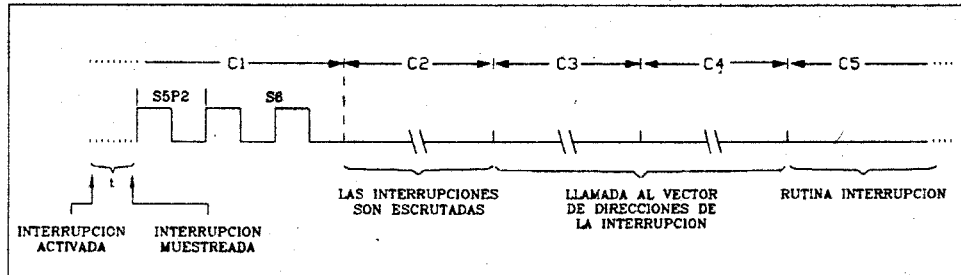 C1 C2 C3 C4 C5
S5P2 S6
t
LAS INTERRUPCIONES
SON ESCRUTADAS
LLAMADA AL VECTOR
DE DIRECCIONES DE
LA INTERRUPCION
RUTINA INTERRUPCION
INTERRUPCION
ACTIVADA
INTERRUPCION
MUESTREADA